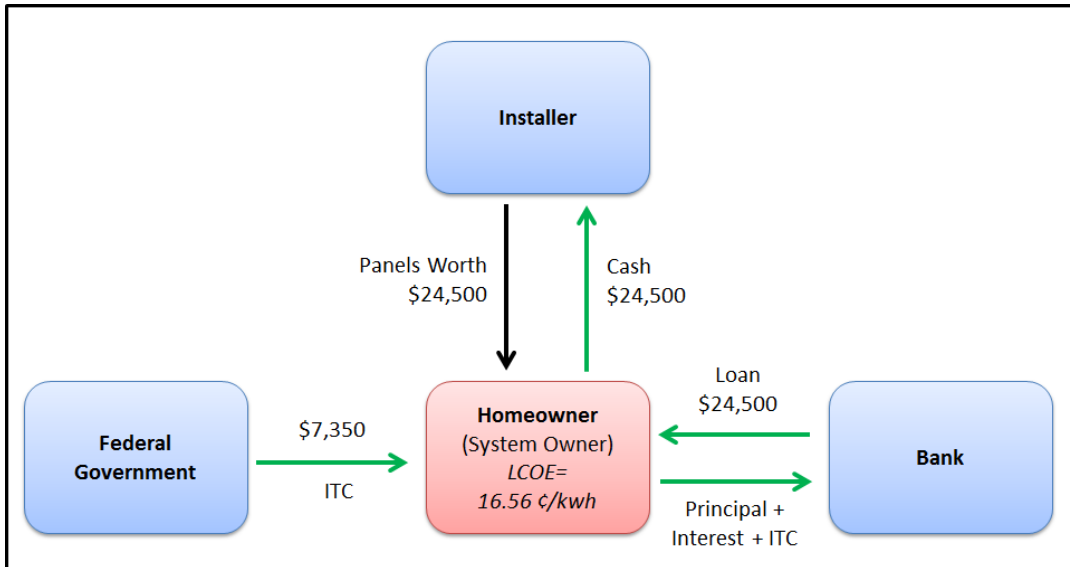 Installer
Panels Worth
$24,500
Cash
$24,500
Federal
Government
$7,350
ITC
Homeowner
(System Owner)
LCOE=
16.56 ¢/kwh
Loan
$24,500
Principal +
Interest + ITC
Bank